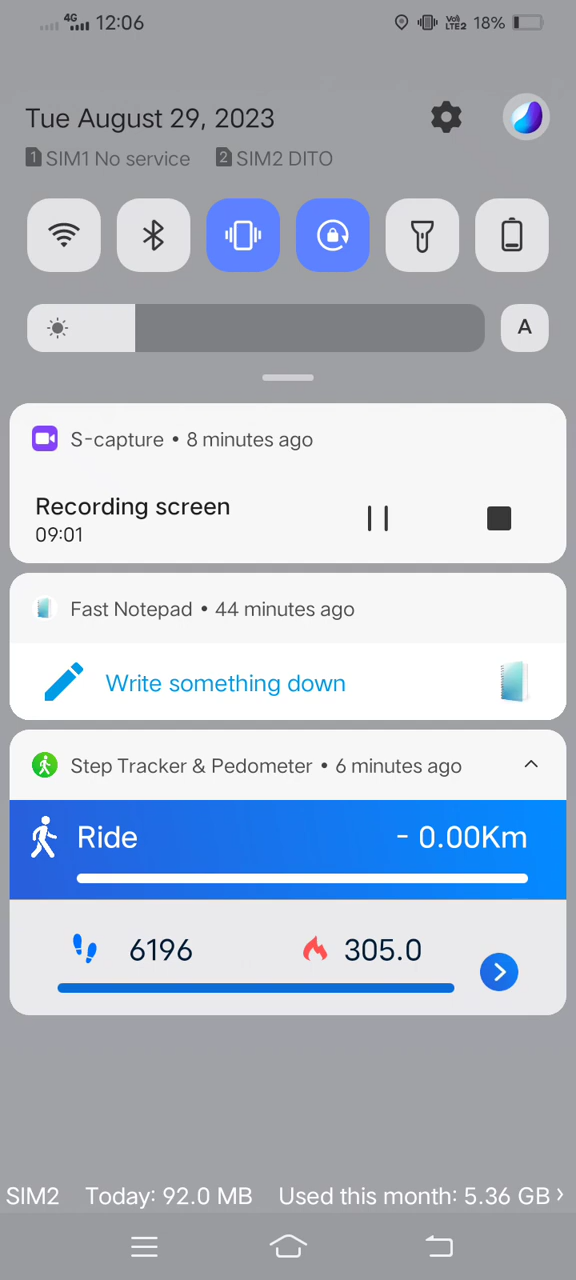 4G 12:06 VoLTE2 18%
Tue August 29, 2023
1 SIM1 No service 2 SIM2 DITO
A
S-capture • 8 minutes ago
Recording screen
09:01
Fast Notepad • 44 minutes ago
Write something down
Step Tracker & Pedometer • 6 minutes ago
Ride - 0.00Km
6196 305.0
SIM2 Today: 92.0 MB Used this month: 5.36 GB